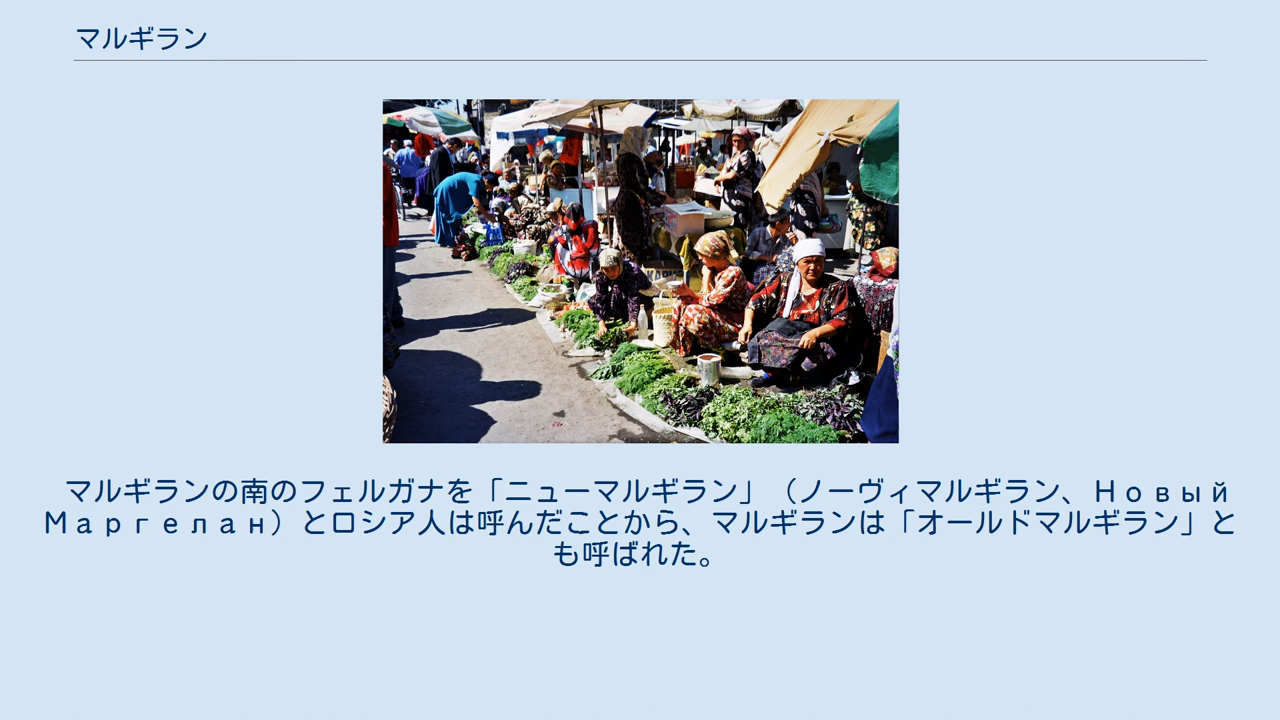 マルギラン
マルギランの南のフェルガナを「ニューマルギラン」（ノーヴィマルギラン、Ｎовый
Маргелан）とロシア人は呼んだことから、マルギランは「オールドマルギラン」と
も呼ばれた。